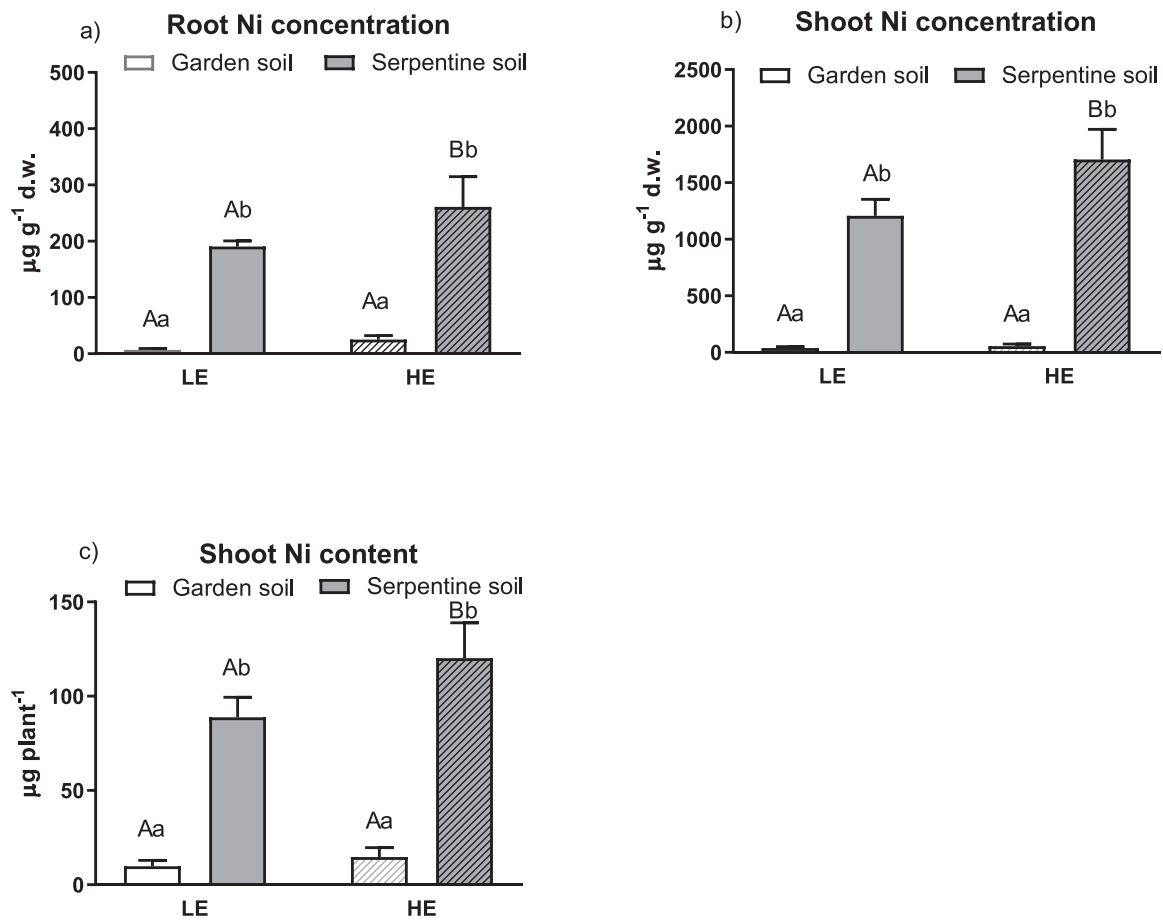 a) Root Ni concentration
Garden soil Serpentine soil
500
400
300
200
100
0
µg g-1 d.w.
Aa
Ab
Aa
Bb
LE HE
b) Shoot Ni concentration
Garden soil Serpentine soil
2500
2000
1500
1000
500
0
µg g-1 d.w.
Aa
Ab
Aa
Bb
LE HE
c) Shoot Ni content
Garden soil Serpentine soil
150
100
50
0
µg plant-1
Aa
Ab
Aa
Bb
LE HE